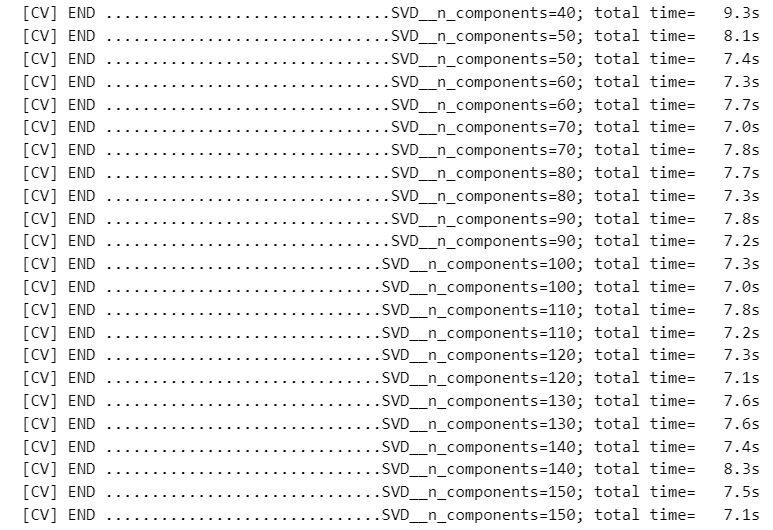 [CV] END ...............................SVD__n_components=40; total time=   9.3s
[CV] END ...............................SVD__n_components=50; total time=   8.1s
[CV] END ...............................SVD__n_components=50; total time=   7.4s
[CV] END ...............................SVD__n_components=60; total time=   7.3s
[CV] END ...............................SVD__n_components=60; total time=   7.7s
[CV] END ...............................SVD__n_components=70; total time=   7.0s
[CV] END ...............................SVD__n_components=70; total time=   7.8s
[CV] END ...............................SVD__n_components=80; total time=   7.7s
[CV] END ...............................SVD__n_components=80; total time=   7.3s
[CV] END ...............................SVD__n_components=90; total time=   7.8s
[CV] END ...............................SVD__n_components=90; total time=   7.2s
[CV] END ..............................SVD__n_components=100; total time=   7.3s
[CV] END ..............................SVD__n_components=100; total time=   7.0s
[CV] END ..............................SVD__n_components=110; total time=   7.8s
[CV] END ..............................SVD__n_components=110; total time=   7.2s
[CV] END ..............................SVD__n_components=120; total time=   7.3s
[CV] END ..............................SVD__n_components=120; total time=   7.1s
[CV] END ..............................SVD__n_components=130; total time=   7.6s
[CV] END ..............................SVD__n_components=130; total time=   7.6s
[CV] END ..............................SVD__n_components=140; total time=   7.4s
[CV] END ..............................SVD__n_components=140; total time=   8.3s
[CV] END ..............................SVD__n_components=150; total time=   7.5s
[CV] END ..............................SVD__n_components=150; total time=   7.1s